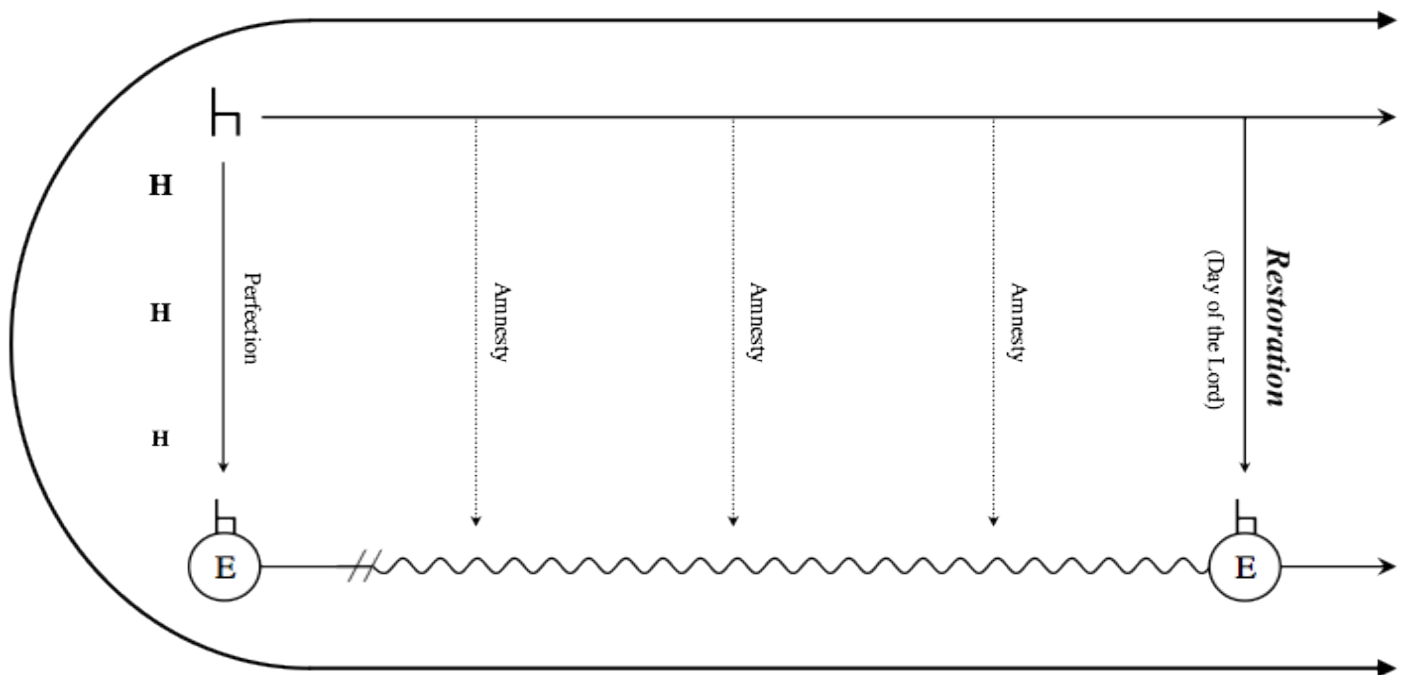 H
H
H
Perfection
Amnesty
Amnesty
Amnesty
Restoration
(Day of the Lord)
E
E